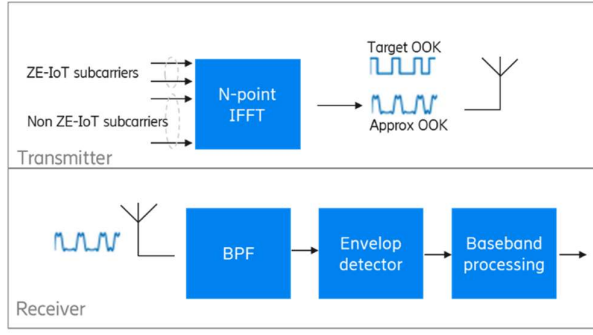 Target OOK
ZE-IoT subcarriers
N-point
IFFT
Non ZE-IoT subcarriers
Approx OOK
Transmitter
BPF
Envelop
detector
Baseband
processing
Receiver